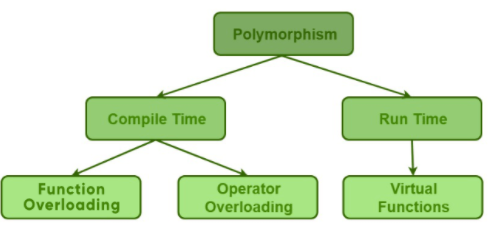 Polymorphism
Compile Time
Run Time
Function
Overloading
Operator
Overloading
Virtual
Functions